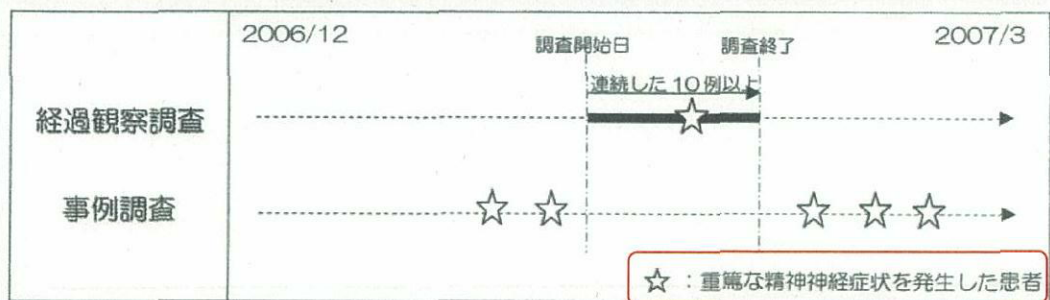 2006/12
2007/3
調査開始日
調査終了
連続した10例以上
経過観察調査
事例調査
☆：重篤な精神神経症状を発生した患者